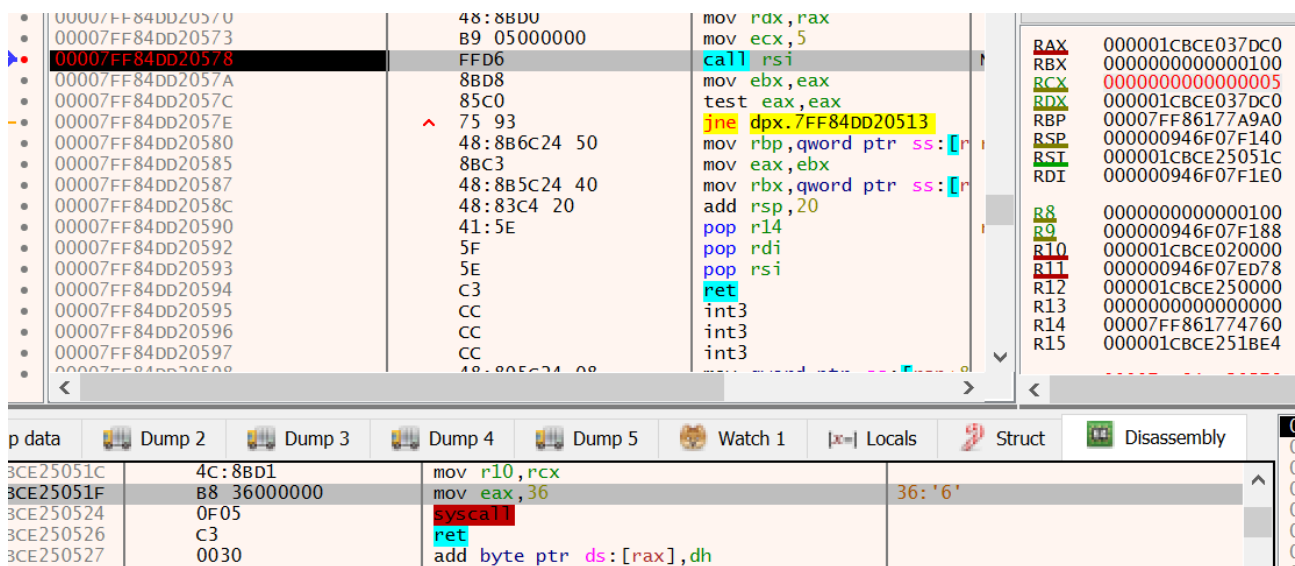 00007FF84DD20570 48:8BD0 mov rdx,rax
00007FF84DD20573 B9 05000000 mov ecx,5
00007FF84DD20578 FFD6 call rsi
00007FF84DD2057A 8BD8 mov ebx,eax
00007FF84DD2057C 85C0 test eax,eax
00007FF84DD2057E 75 93 jne dpx.7FF84DD20513
00007FF84DD20580 48:8B6C24 50 mov rbp,qword ptr ss:[r
00007FF84DD20585 8BC3 mov eax,ebx
00007FF84DD20587 48:8B5C24 40 mov rbx,qword ptr ss:[r
00007FF84DD2058C 48:83C4 20 add rsp,20
00007FF84DD20590 41:5E pop r14
00007FF84DD20592 5F pop rdi
00007FF84DD20593 5E pop rsi
00007FF84DD20594 C3 ret
00007FF84DD20595 CC int3
00007FF84DD20596 CC int3
00007FF84DD20597 CC int3
RAX 000001CBCE037DC0
RBX 0000000000000100
RCX 0000000000000005
RDX 000001CBCE037DC0
RBP 00007FF86177A9A0
RSP 000000946F07F140
RSI 000001CBCE25051C
RDI 000000946F07F1E0
R8 0000000000000100
R9 000000946F07F188
R10 000001CBCE020000
R11 000000946F07ED78
R12 000001CBCE250000
R13 0000000000000000
R14 00007FF861774760
R15 000001CBCE251BE4
p data Dump 2 Dump 3 Dump 4 Dump 5 Watch 1 |x=| Locals Struct Disassembly
BCE25051C 4C:8BD1 mov r10,rcx
BCE25051F B8 36000000 mov eax,36 36:'6'
BCE250524 0F05 syscall
BCE250526 C3 ret
BCE250527 0030 add byte ptr ds:[rax],dh